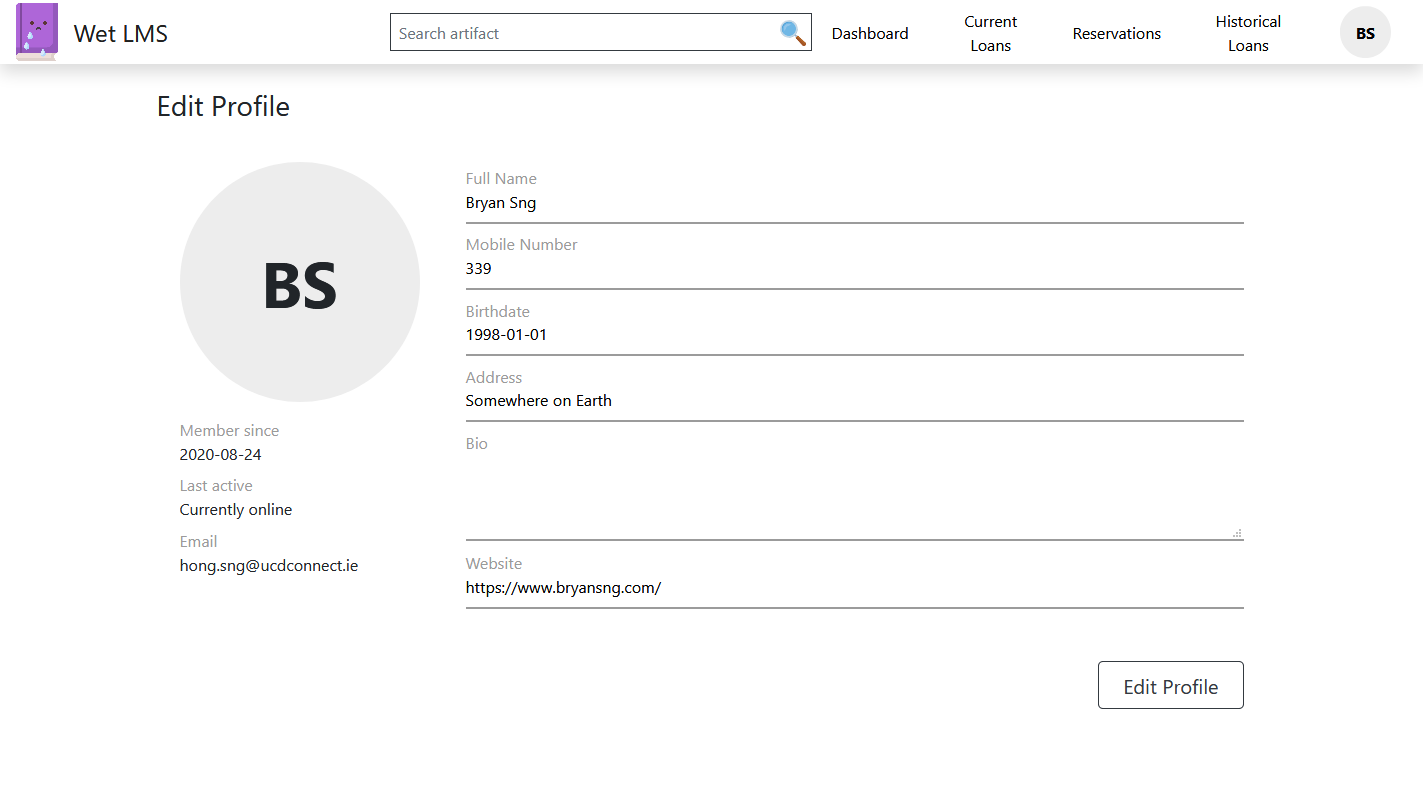 Wet LMS
Search artifact
Dashboard
Current
Loans
Reservations
Historical
Loans
BS
Edit Profile
BS
Member since
2020-08-24
Last active
Currently online
Email
hong.sng@ucdconnect.ie
Full Name
Bryan Sng
Mobile Number
339
Birthdate
1998-01-01
Address
Somewhere on Earth
Bio
Website
https://www.bryansng.com/
Edit Profile